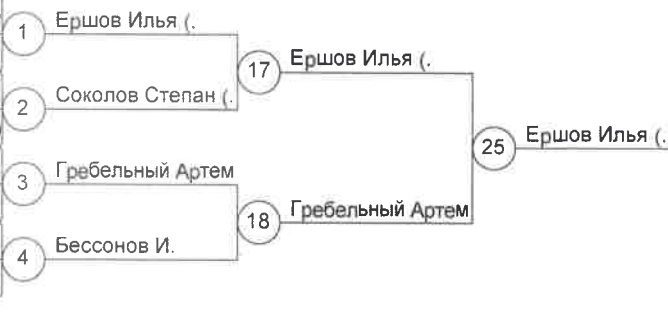 1 Ершов Илья (.
17 Ершов Илья (.
2 Соколов Степан (.
25 Ершов Илья (.
3 Гребельный Артем
18 Гребельный Артем
4 Бессонов И.